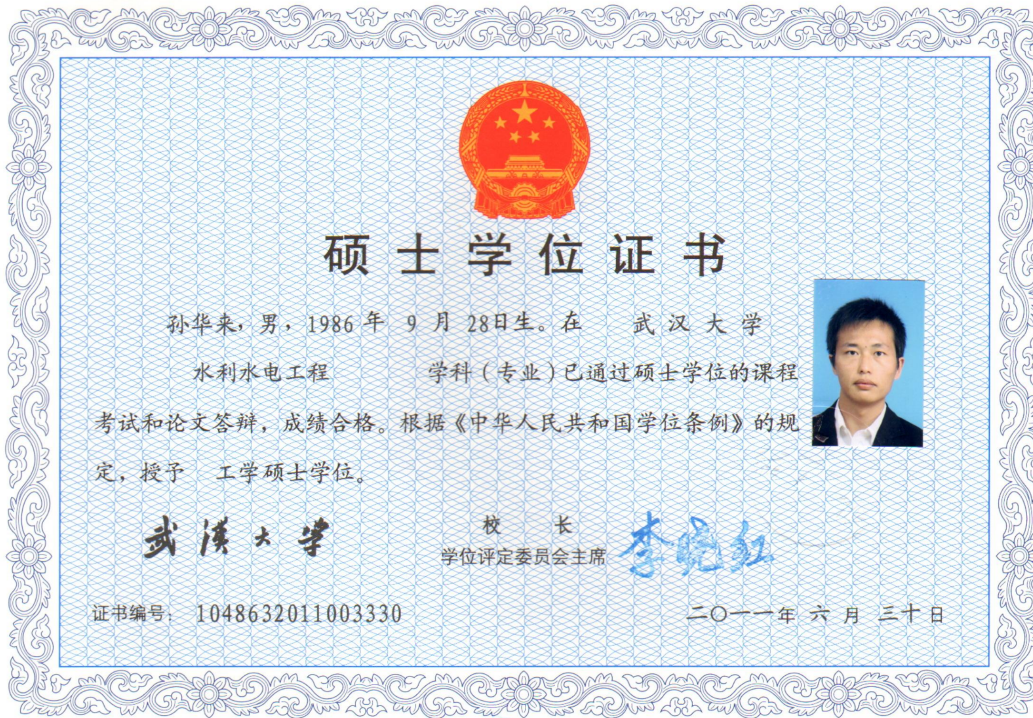 硕士学位证书
孙华来，男，1986 年 9 月 28日生。在 武汉大学
水利水电工程 学科（专业）已通过硕士学位的课程
考试和论文答辩，成绩合格。根据《中华人民共和国学位条例》的规
定，授予 工学硕士学位。
武漢大学
校 长
学位评定委员会主席 李晓红
证书编号： 1048632011003330
二〇一一年 六 月 三十 日